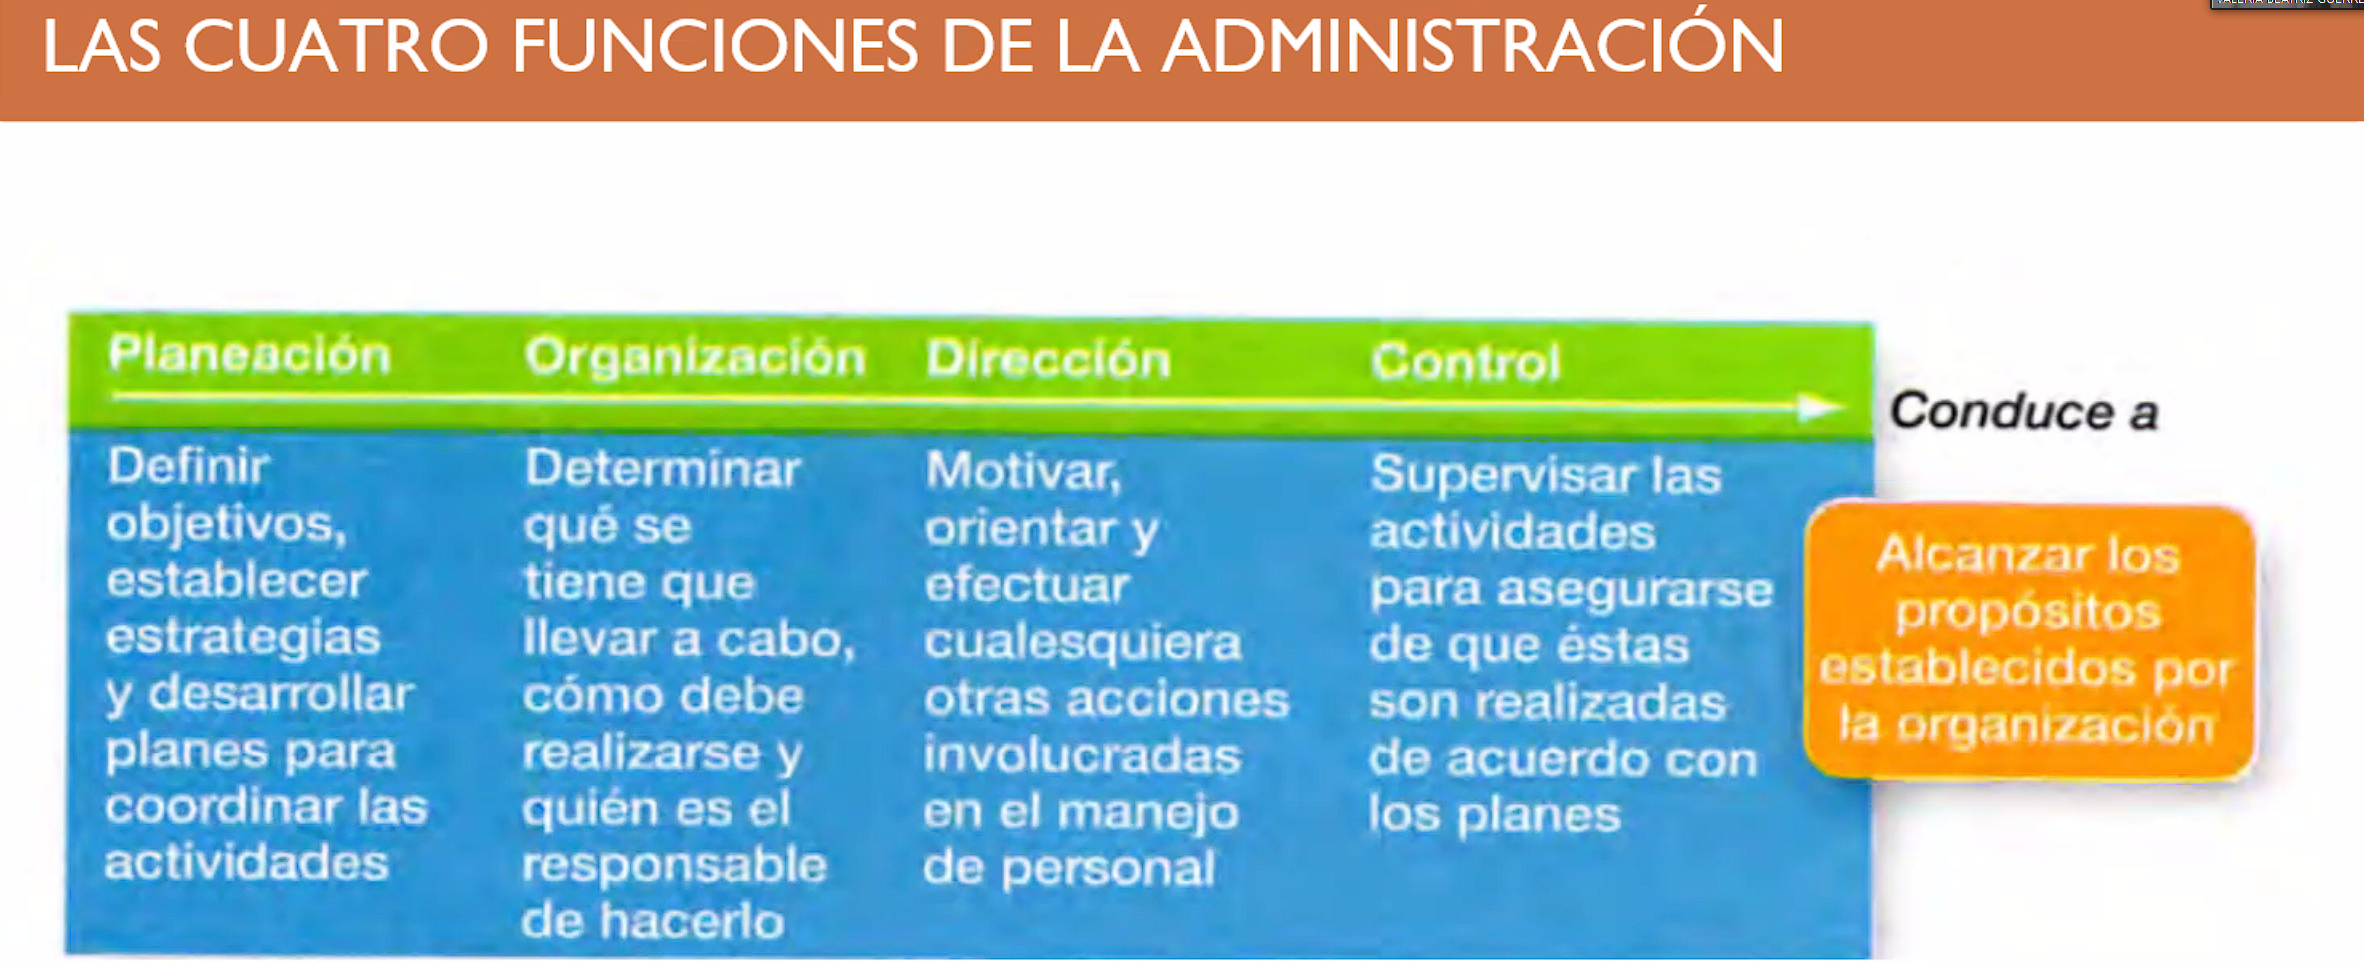 LAS CUATRO FUNCIONES DE LA ADMINISTRACIÓN
Planeación
Definir
objetivos,
establecer
estrategias
y desarrollar
planes para
coordinar las
actividades
Organización
Determinar
qué se
tiene que
llevar a cabo,
cómo debe
realizarse y
quién es el
responsable
de hacerlo
Dirección
Motivar,
orientar y
efectuar
cualesquiera
otras acciones
involucradas
en el manejo
de personal
Control
Supervisar las
actividades
para asegurarse
de que éstas
son realizadas
de acuerdo con
los planes
Conduce a
Alcanzar los
propósitos
establecidos por
la organización